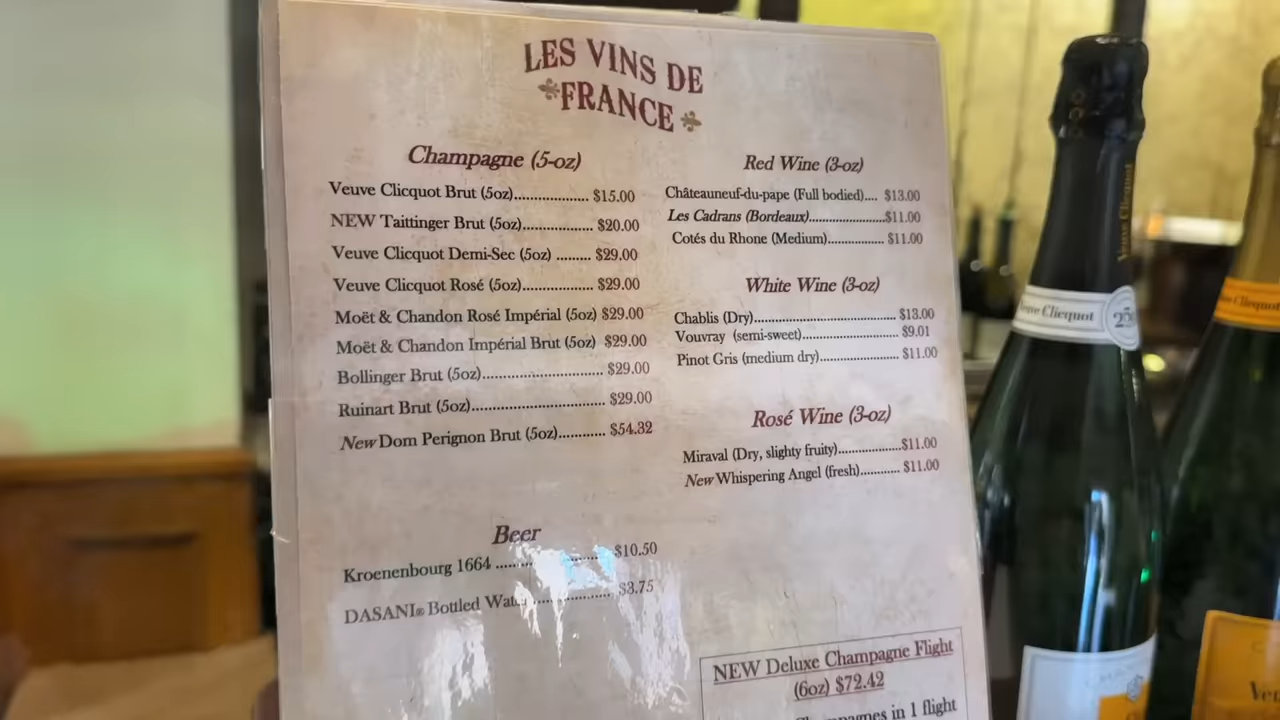 LES VINS DE
FRANCE
Champagne (5-oz)
Veuve Clicquot Brut (5oz)................... $15.00
NEW Taittinger Brut (5oz).................. $20.00
Veuve Clicquot Demi-Sec (5oz) ......... $29.00
Veuve Clicquot Rosé (5oz).................. $29.00
Moët & Chandon Rosé Impérial (5oz) $29.00
Moët & Chandon Impérial Brut (5oz) $29.00
Bollinger Brut (5oz)............................... $29.00
Ruinart Brut (5oz)................................... $29.00
New Dom Perignon Brut (5oz)............ $54.32
Beer
Kroenenbourg 1664 .............................. $10.50
DASANI® Bottled Water .................... $3.75
Red Wine (3-oz)
Châteauneuf-du-pape (Full bodied).... $13.00
Les Cadrans (Bordeaux)....................$11.00
Cotés du Rhone (Medium)............... $11.00
White Wine (3-oz)
Chablis (Dry)...................................... $13.00
Vouvray (semi-sweet)......................... $9.01
Pinot Gris (medium dry)..................... $11.00
Rosé Wine (3-oz)
Miraval (Dry, slighty fruity).................$11.00
New Whispering Angel (fresh)........... $11.00
NEW Deluxe Champagne Flight
(6oz) $72.42
Champagnes in 1 flight
Veuve Clicquot
Clicquot
Clicquot